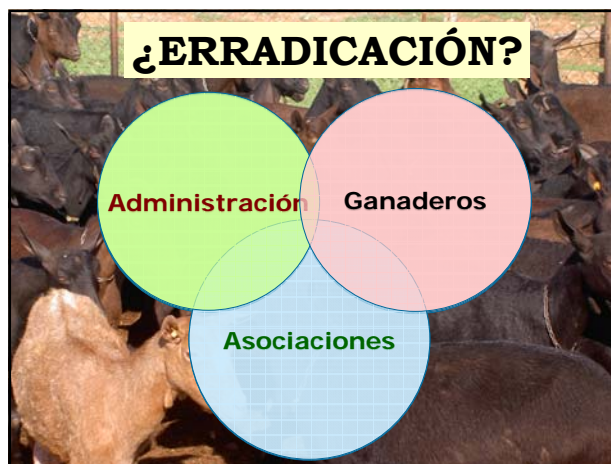 ¿ERRADICACIÓN?
Administración
Ganaderos
Asociaciones